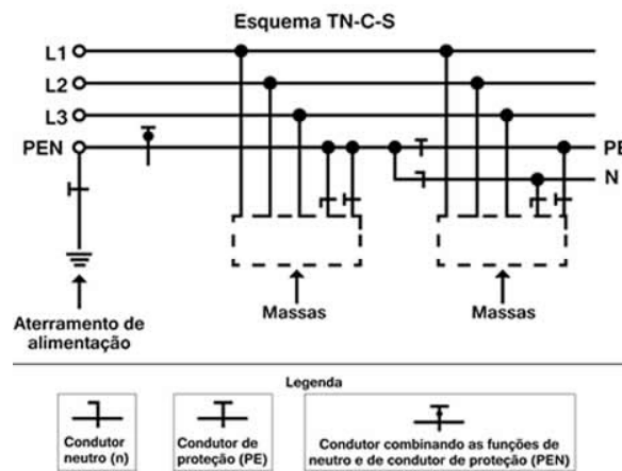 Esquema TN-C-S
L1
L2
L3
PEN
PE
N
Massas
Massas
Aterramento de
alimentação
Legenda
Condutor
neutro (n)
Condutor de
proteção (PE)
Condutor combinando as funções de
neutro e de condutor de proteção (PEN)